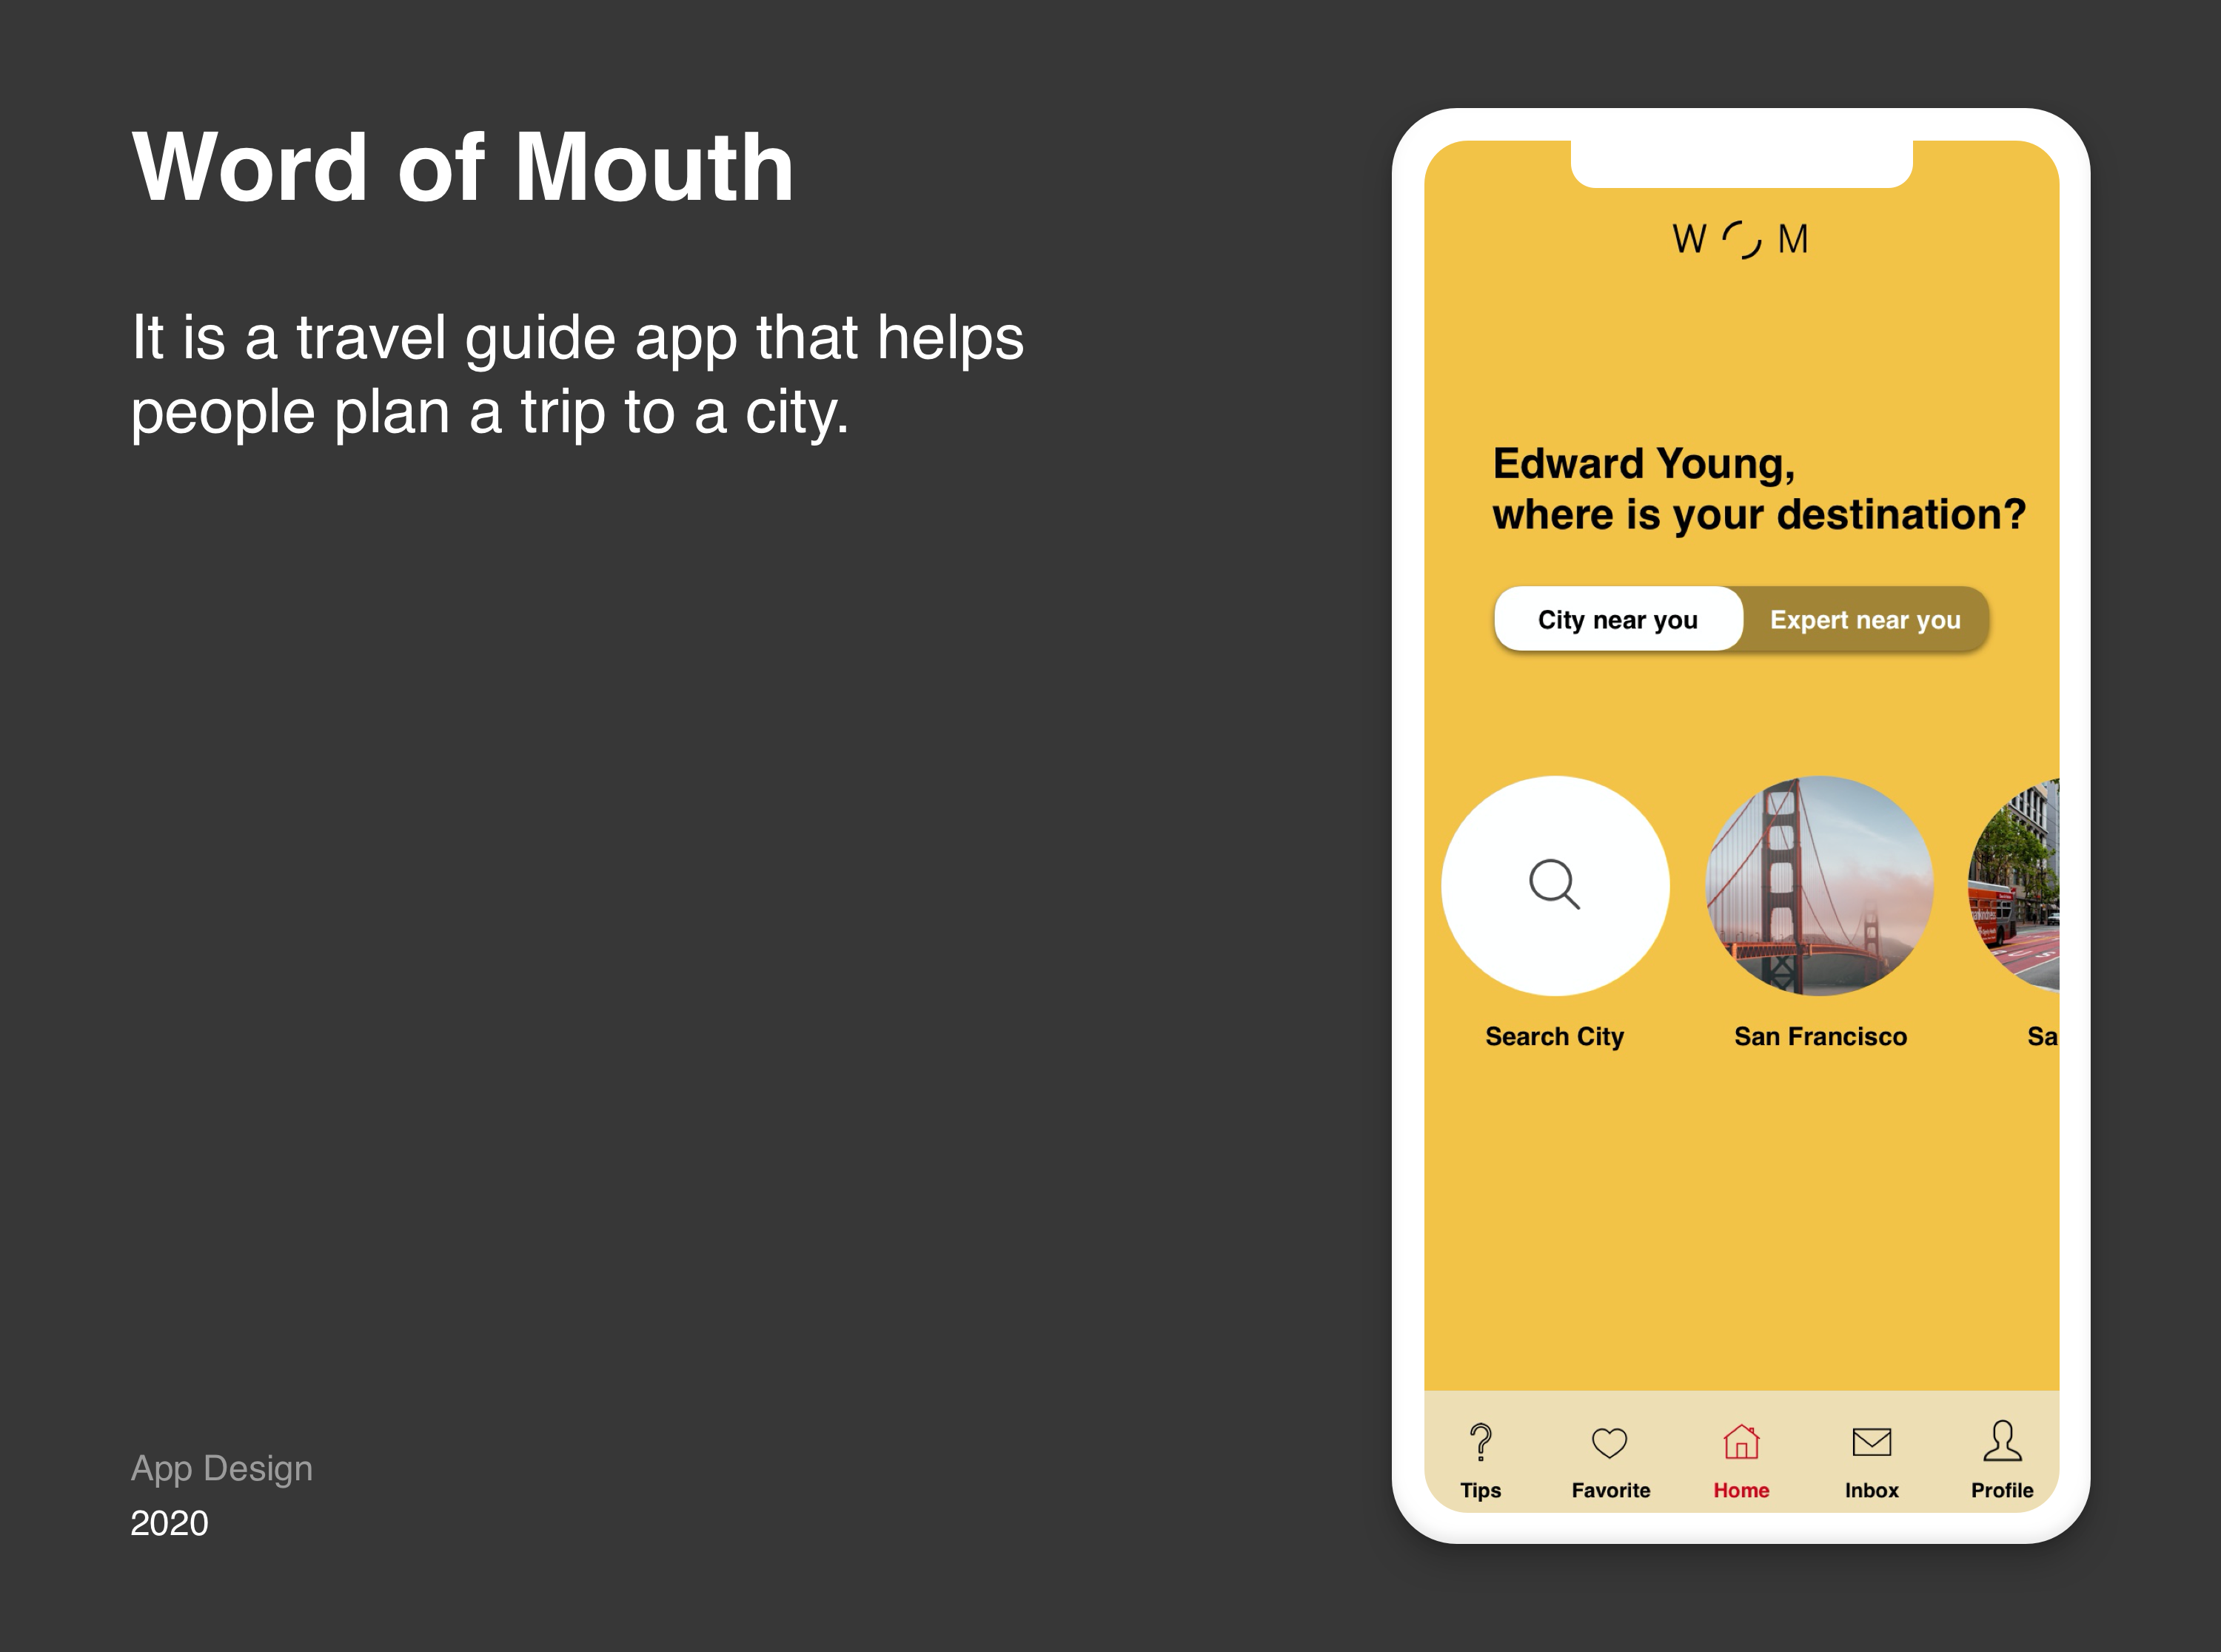 Word of Mouth
It is a travel guide app that helps
people plan a trip to a city.
App Design
2020
W O M
Edward Young,
where is your destination?
City near you
Expert near you
Search City
San Francisco
Sa
Tips
Favorite
Home
Inbox
Profile